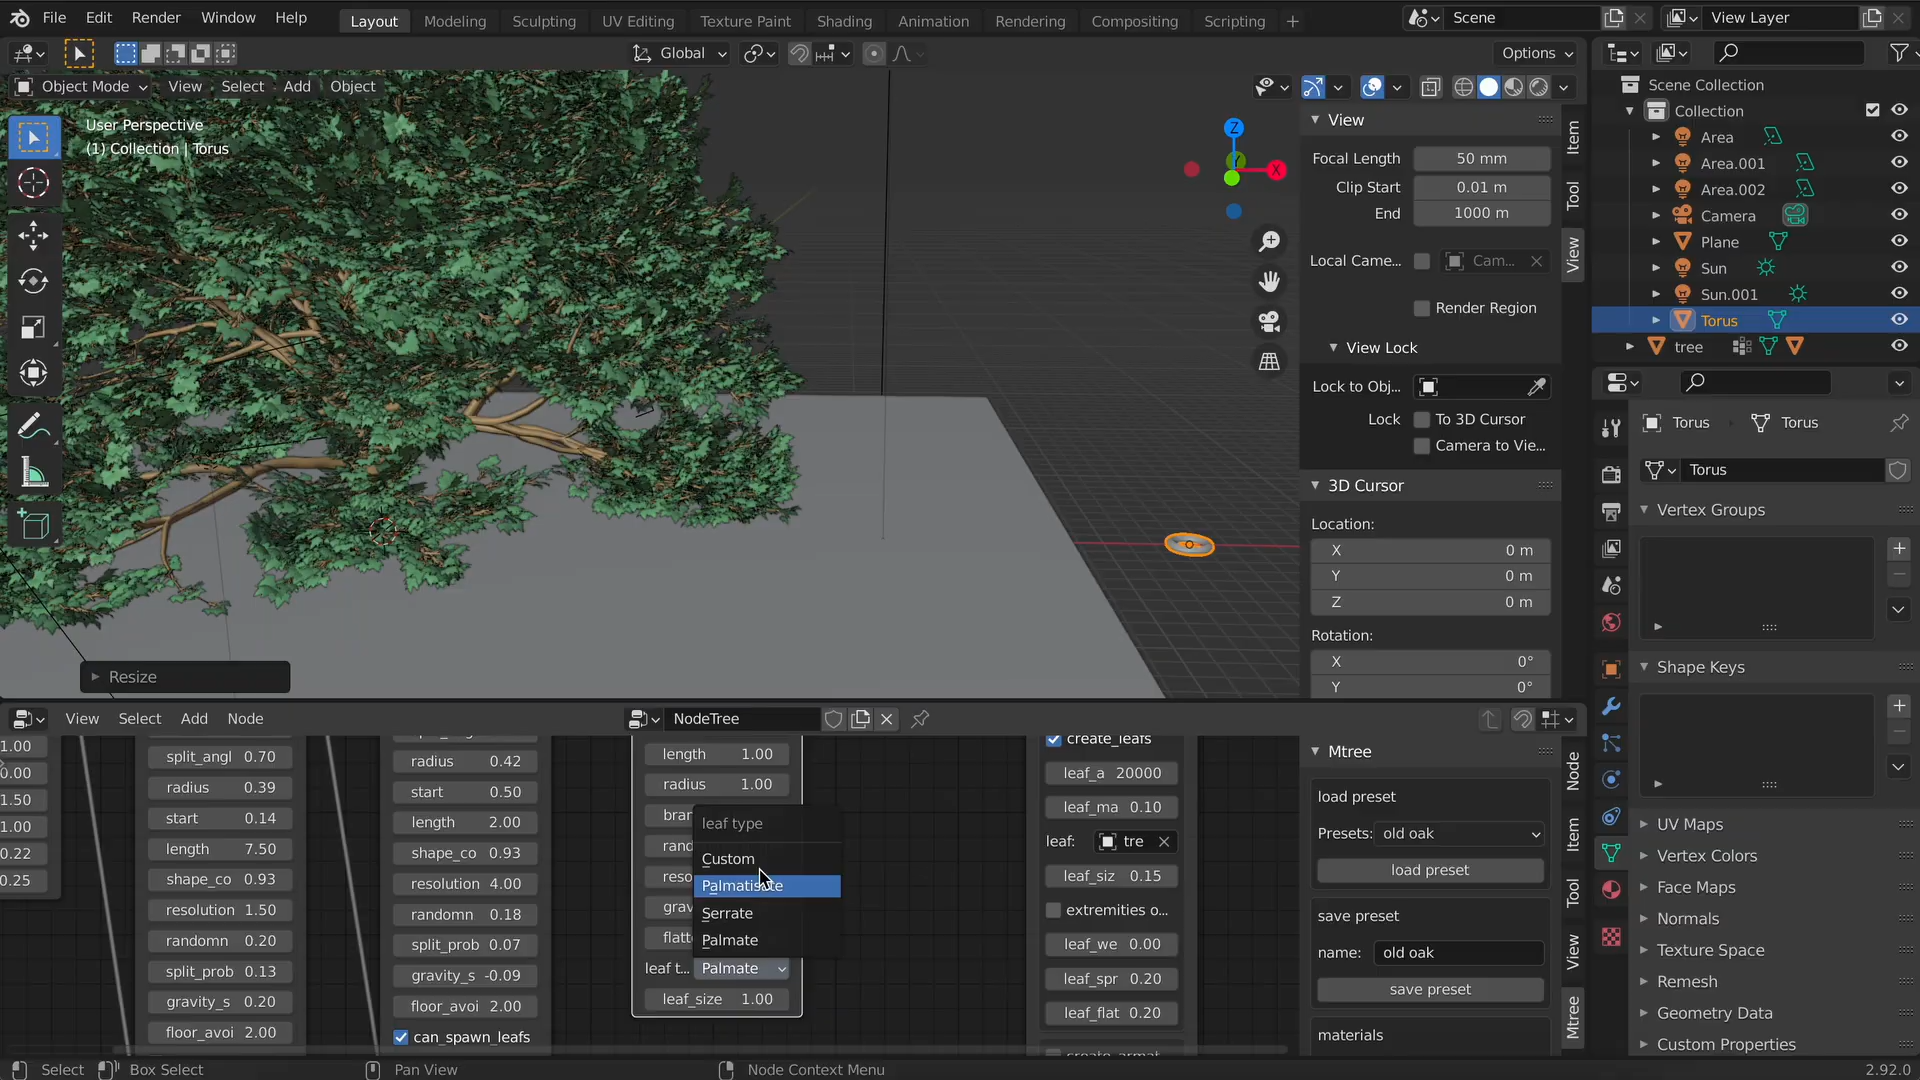 File Edit Render Window Help
Layout Modeling Sculpting UV Editing Texture Paint Shading Animation Rendering Compositing Scripting
Scene
View Layer
Global
Options
Object Mode View Select Add Object
User Perspective
(1) Collection | Torus
Z
X
Resize
View
Focal Length 50 mm
Clip Start 0.01 m
End 1000 m
Local Came... Cam...
Render Region
View Lock
Lock to Obj...
Lock To 3D Cursor
Camera to Vie...
3D Cursor
Location:
X 0 m
Y 0 m
Z 0 m
Rotation:
X 0°
Y 0°
Item
Tool
View
Scene Collection
Collection
Area
Area.001
Area.002
Camera
Plane
Sun
Sun.001
Torus
tree
Torus Torus
Torus
Vertex Groups
Shape Keys
UV Maps
Vertex Colors
Face Maps
Normals
Texture Space
Remesh
Geometry Data
Custom Properties
View Select Add Node
NodeTree
1.00
0.00
1.50
1.00
0.22
0.25
split_angl 0.70
radius 0.39
start 0.14
length 7.50
shape_co 0.93
resolution 1.50
randomn 0.20
split_prob 0.13
gravity_s 0.20
floor_avoi 2.00
radius 0.42
start 0.50
length 2.00
shape_co 0.93
resolution 4.00
randomn 0.18
split_prob 0.07
gravity_s -0.09
floor_avoi 2.00
can_spawn_leafs
length 1.00
radius 1.00
bran
rand
reso
grav
flatt
leaf t... Palmate
leaf_size 1.00
leaf type
Custom
Serrate
Palmate
create_leafs
leaf_a 20000
leaf_ma 0.10
leaf: tre
leaf_siz 0.15
extremities o...
leaf_we 0.00
leaf_spr 0.20
leaf_flat 0.20
Mtree
load preset
Presets: old oak
load preset
save preset
name: old oak
save preset
materials
Node
Item
Tool
View
Mtree
Select Box Select Pan View Node Context Menu 2.92.0